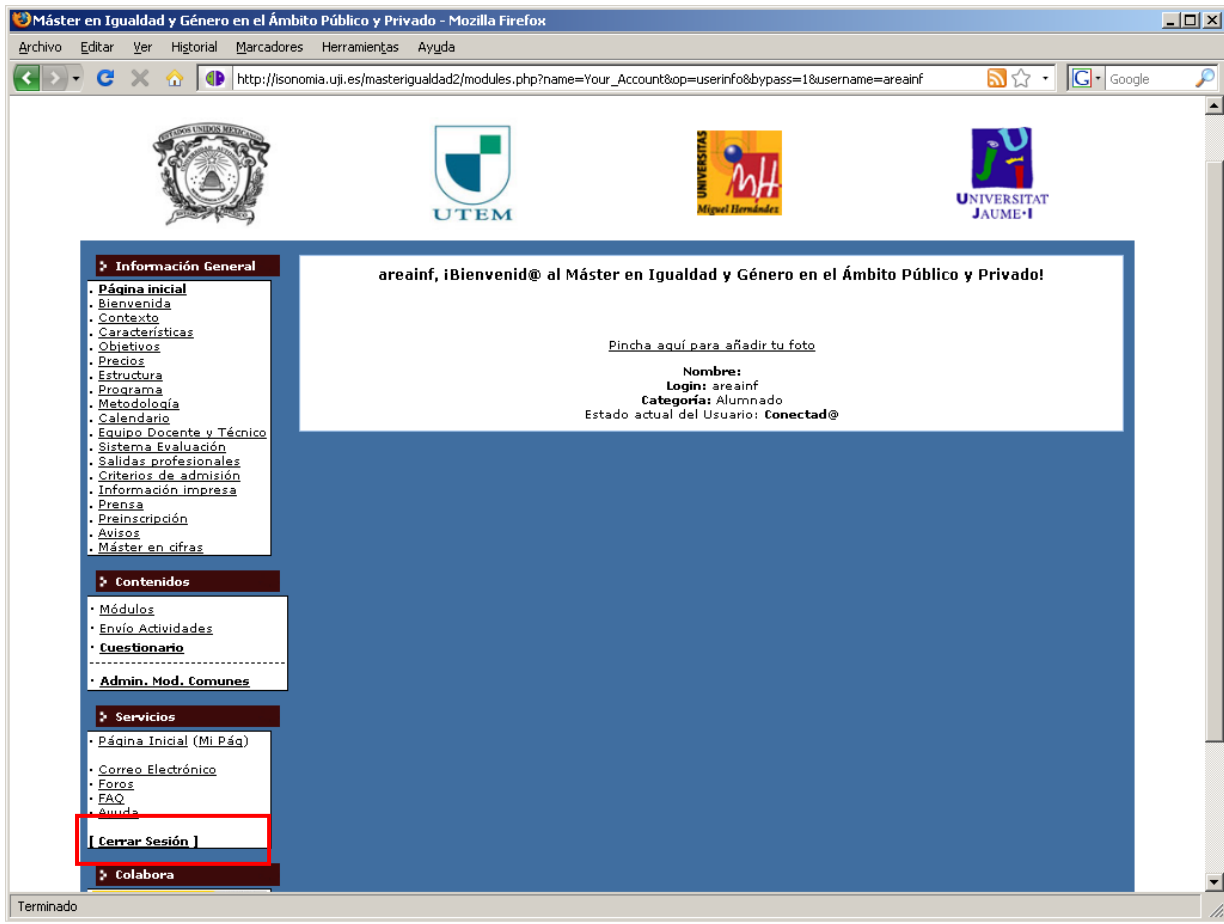 Máster en Igualdad y Género en el Ámbito Público y Privado - Mozilla Firefox
Archivo Editar Ver Historial Marcadores Herramientas Ayuda
http://isonomia.uji.es/masterigualdad2/modules.php?name=Your_Account&op=userinfo&bypass=1&username=areainf
G Google
ESTADOS UNIDOS MEXICANOS
UTEM
UNIVERSITAS
Miguel Hernández
UNIVERSITAT
JAUME·I
Información General
. Página inicial
. Bienvenida
. Contexto
. Características
. Objetivos
. Precios
. Estructura
. Programa
. Metodología
. Calendario
. Equipo Docente y Técnico
. Sistema Evaluación
. Salidas profesionales
. Criterios de admisión
. Información impresa
. Prensa
. Preinscripción
. Avisos
. Máster en cifras
areainf, ¡Bienvenid@ al Máster en Igualdad y Género en el Ámbito Público y Privado!
Pincha aquí para añadir tu foto
Nombre:
Login: areainf
Categoría: Alumnado
Estado actual del Usuario: Conectad@
Contenidos
· Módulos
· Envío Actividades
· Cuestionario
· Admin. Mod. Comunes
Servicios
· Página Inicial (Mi Pág)
· Correo Electrónico
· Foros
· FAQ
· Ayuda
[ Cerrar Sesión ]
Colabora
Terminado